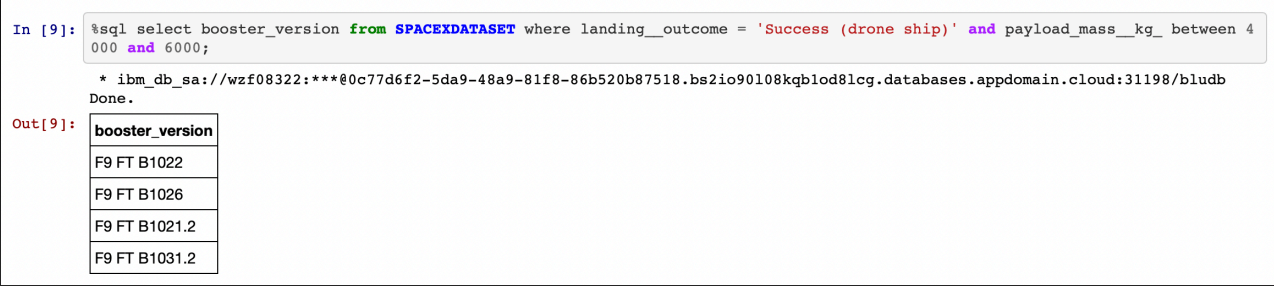 In [9]: %sql select booster_version from SPACEXDATASET where landing__outcome = 'Success (drone ship)' and payload_mass__kg_ between 4
000 and 6000;
* ibm_db_sa://wzf08322:***@0c77d6f2-5da9-48a9-81f8-86b520b87518.bs2io90l08kqb1od8lcg.databases.appdomain.cloud:31198/bludb
Done.
Out[9]: booster_version
F9 FT B1022
F9 FT B1026
F9 FT B1021.2
F9 FT B1031.2